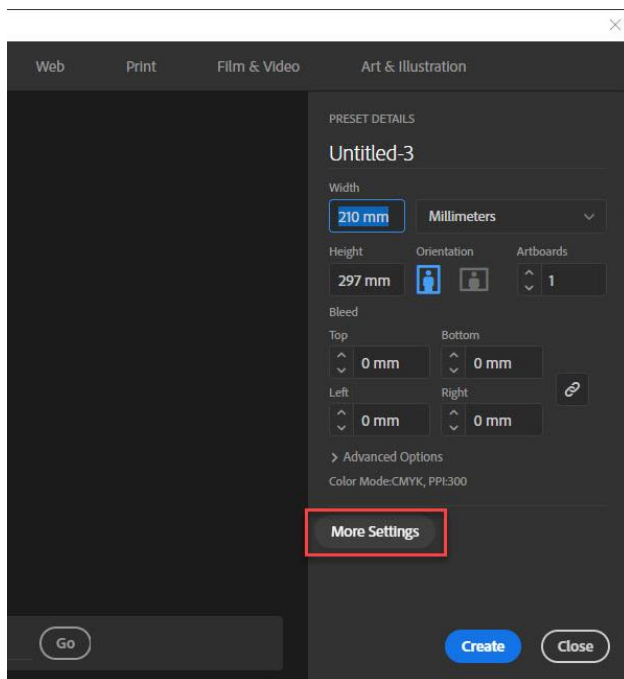 Web Print Film & Video Art & Illustration
PRESET DETAILS
Untitled-3
Width
210 mm Millimeters
Height Orientation Artboards
297 mm 1
Bleed
Top Bottom
0 mm 0 mm
Left Right
0 mm 0 mm
> Advanced Options
Color Mode:CMYK, PPI:300
More Settings
Go Create Close